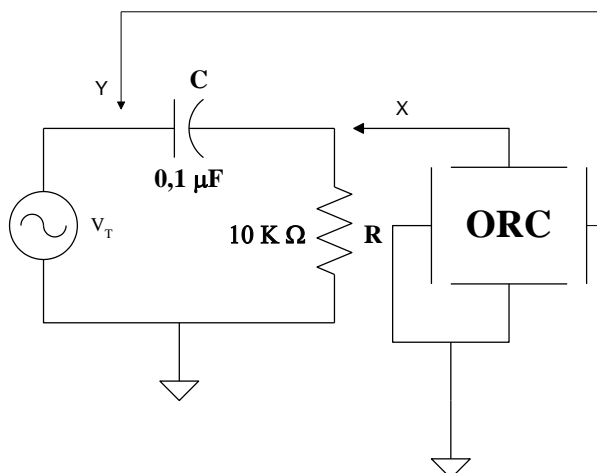 Y
C
X
0,1 µF
V_T
10 K Ω
R
ORC